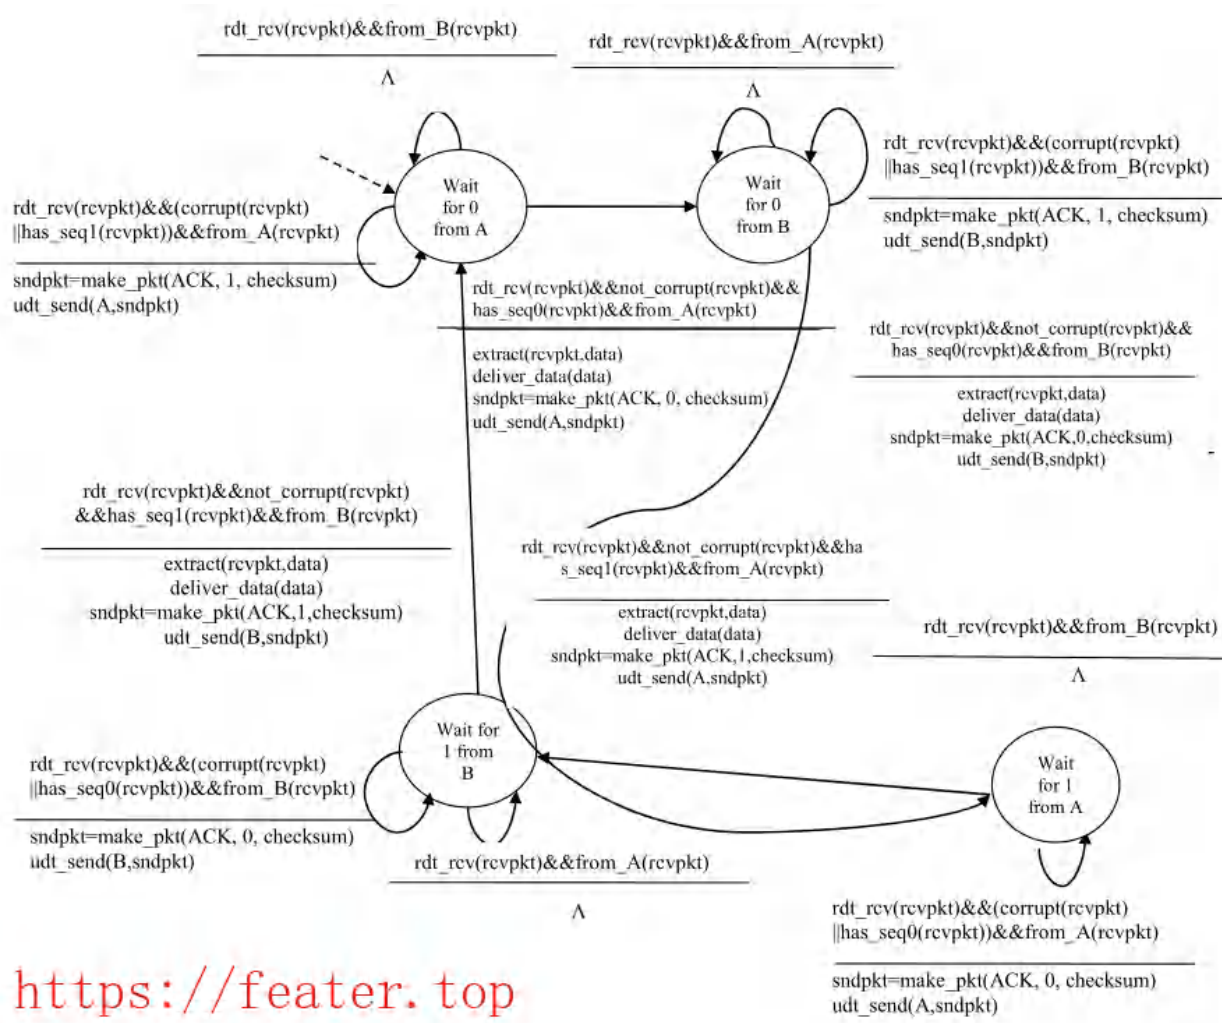 rdt_rcv(rcvpkt)&&from_B(rcvpkt)
Λ
rdt_rcv(rcvpkt)&&from_A(rcvpkt)
Λ
Wait
for 0
from A
Wait
for 0
from B
rdt_rcv(rcvpkt)&&(corrupt(rcvpkt)
||has_seq1(rcvpkt))&&from_B(rcvpkt)
sndpkt=make_pkt(ACK, 1, checksum)
udt_send(B,sndpkt)
rdt_rcv(rcvpkt)&&(corrupt(rcvpkt)
||has_seq1(rcvpkt))&&from_A(rcvpkt)
sndpkt=make_pkt(ACK, 1, checksum)
udt_send(A,sndpkt)
rdt_rcv(rcvpkt)&&not_corrupt(rcvpkt)&&
has_seq0(rcvpkt)&&from_A(rcvpkt)
extract(rcvpkt,data)
deliver_data(data)
sndpkt=make_pkt(ACK, 0, checksum)
udt_send(A,sndpkt)
rdt_rcv(rcvpkt)&&not_corrupt(rcvpkt)&&
has_seq0(rcvpkt)&&from_B(rcvpkt)
extract(rcvpkt,data)
deliver_data(data)
sndpkt=make_pkt(ACK,0,checksum)
udt_send(B,sndpkt)
rdt_rcv(rcvpkt)&&not_corrupt(rcvpkt)
&&has_seq1(rcvpkt)&&from_B(rcvpkt)
extract(rcvpkt,data)
deliver_data(data)
sndpkt=make_pkt(ACK,1,checksum)
udt_send(B,sndpkt)
rdt_rcv(rcvpkt)&&not_corrupt(rcvpkt)&&ha
s_seq1(rcvpkt)&&from_A(rcvpkt)
extract(rcvpkt,data)
deliver_data(data)
sndpkt=make_pkt(ACK,1,checksum)
udt_send(A,sndpkt)
rdt_rcv(rcvpkt)&&from_B(rcvpkt)
Λ
Wait for
1 from
B
Wait
for 1
from A
rdt_rcv(rcvpkt)&&(corrupt(rcvpkt)
||has_seq0(rcvpkt))&&from_B(rcvpkt)
sndpkt=make_pkt(ACK, 0, checksum)
udt_send(B,sndpkt)
rdt_rcv(rcvpkt)&&from_A(rcvpkt)
Λ
rdt_rcv(rcvpkt)&&(corrupt(rcvpkt)
||has_seq0(rcvpkt))&&from_A(rcvpkt)
sndpkt=make_pkt(ACK, 0, checksum)
udt_send(A,sndpkt)
https://feater.top